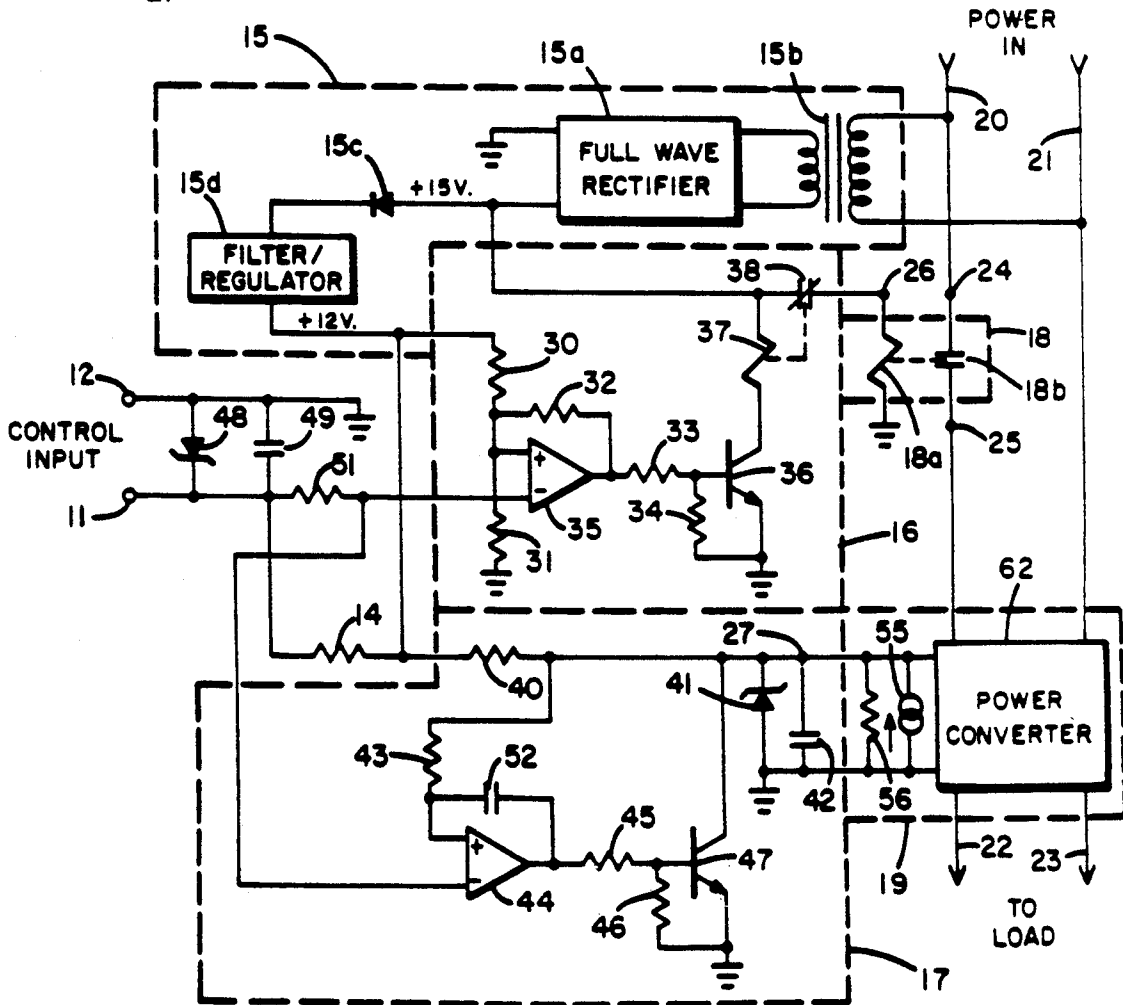 POWER
IN
15
15a
15b
20
21
FULL WAVE
RECTIFIER
15c
+15V.
15d
FILTER/
REGULATOR
+12V.
38
26
24
18
37
30
32
18b
12
48
49
33
25
18a
CONTROL
INPUT
51
+
-
36
34
11
35
31
16
62
14
27
55
40
41
POWER
CONVERTER
43
52
42
56
45
47
+
-
44
46
19
22
23
TO
LOAD
17